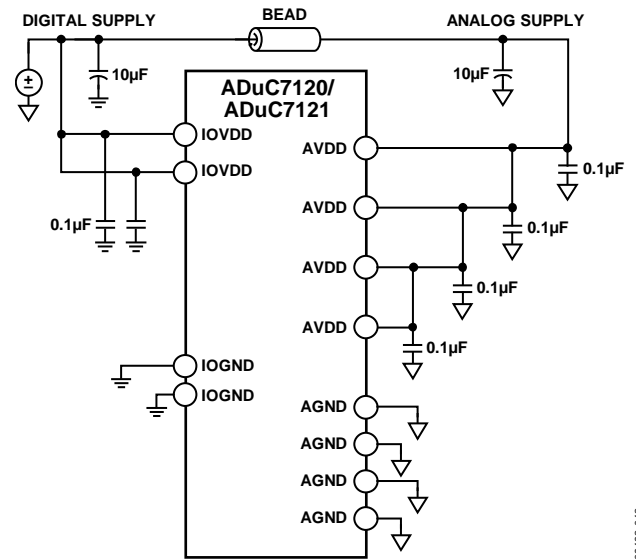 DIGITAL SUPPLY
BEAD
ANALOG SUPPLY
10µF
10µF
ADuC7120/
ADuC7121
IOVDD
IOVDD
0.1µF
AVDD
0.1µF
AVDD
0.1µF
AVDD
0.1µF
AVDD
0.1µF
IOGND
IOGND
AGND
AGND
AGND
AGND